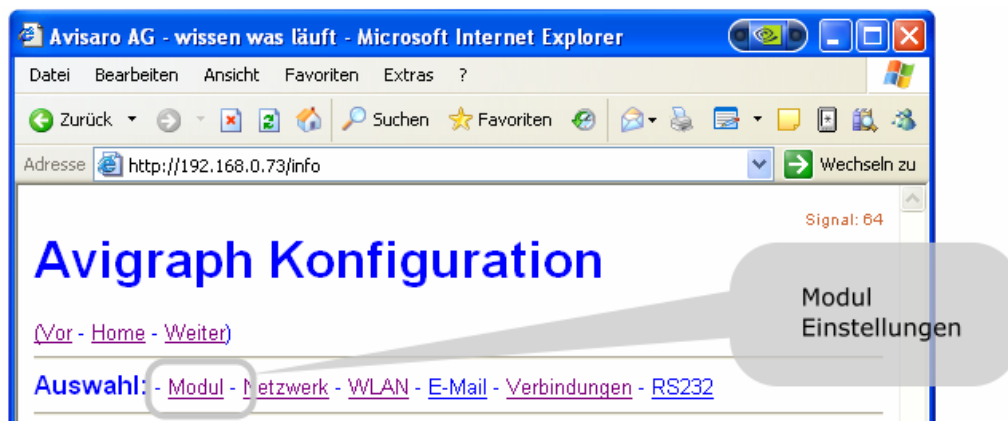 Avisaro AG - wissen was läuft - Microsoft Internet Explorer
Datei Bearbeiten Ansicht Favoriten Extras ?
Zurück Suchen Favoriten
Adresse http://192.168.0.73/info Wechseln zu
Signal: 64
Avigraph Konfiguration
(Vor - Home - Weiter)
Modul
Einstellungen
Auswahl: - Modul - Netzwerk - WLAN - E-Mail - Verbindungen - RS232